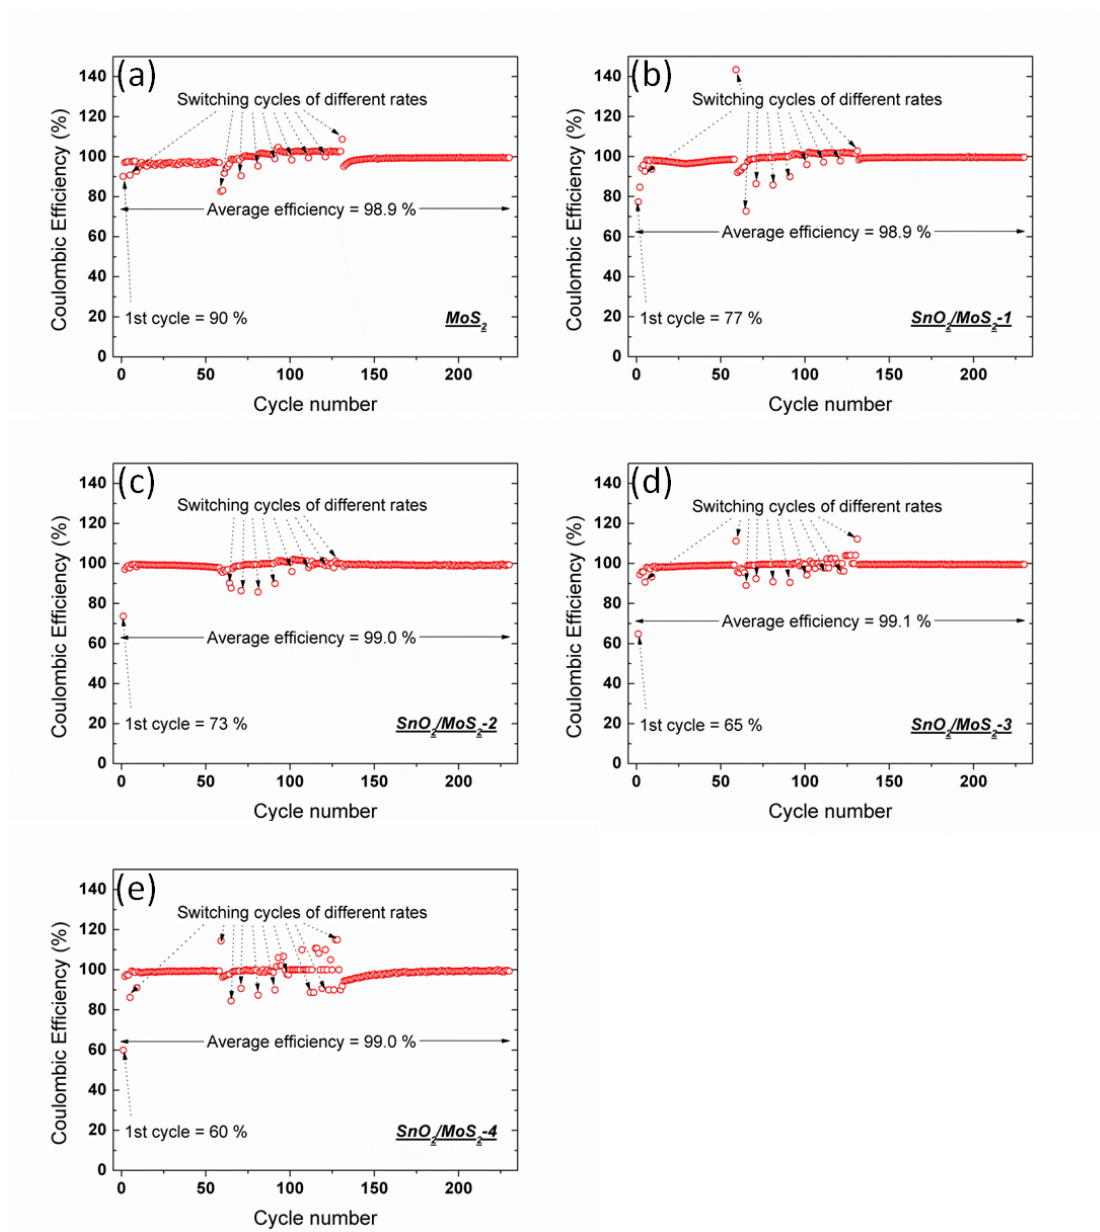 (a)
140
120
100
80
60
40
20
0
Coulombic Efficiency (%)
Switching cycles of different rates
Average efficiency = 98.9 %
1st cycle = 90 %
MoS2
0 50 100 150 200
Cycle number
(b)
140
120
100
80
60
40
20
0
Coulombic Efficiency (%)
Switching cycles of different rates
Average efficiency = 98.9 %
1st cycle = 77 %
SnO2/MoS2-1
0 50 100 150 200
Cycle number
(c)
140
120
100
80
60
40
20
0
Coulombic Efficiency (%)
Switching cycles of different rates
Average efficiency = 99.0 %
1st cycle = 73 %
SnO2/MoS2-2
0 50 100 150 200
Cycle number
(d)
140
120
100
80
60
40
20
0
Coulombic Efficiency (%)
Switching cycles of different rates
Average efficiency = 99.1 %
1st cycle = 65 %
SnO2/MoS2-3
0 50 100 150 200
Cycle number
(e)
140
120
100
80
60
40
20
0
Coulombic Efficiency (%)
Switching cycles of different rates
Average efficiency = 99.0 %
1st cycle = 60 %
SnO2/MoS2-4
0 50 100 150 200
Cycle number